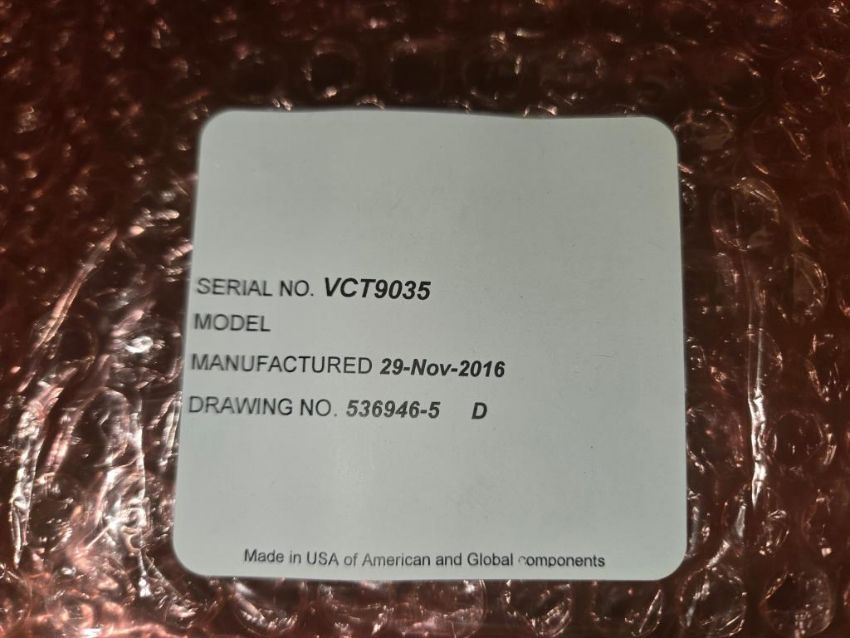 SERIAL NO. VCT9035
MODEL
MANUFACTURED 29-Nov-2016
DRAWING NO. 536946-5 D
Made in USA of American and Global components